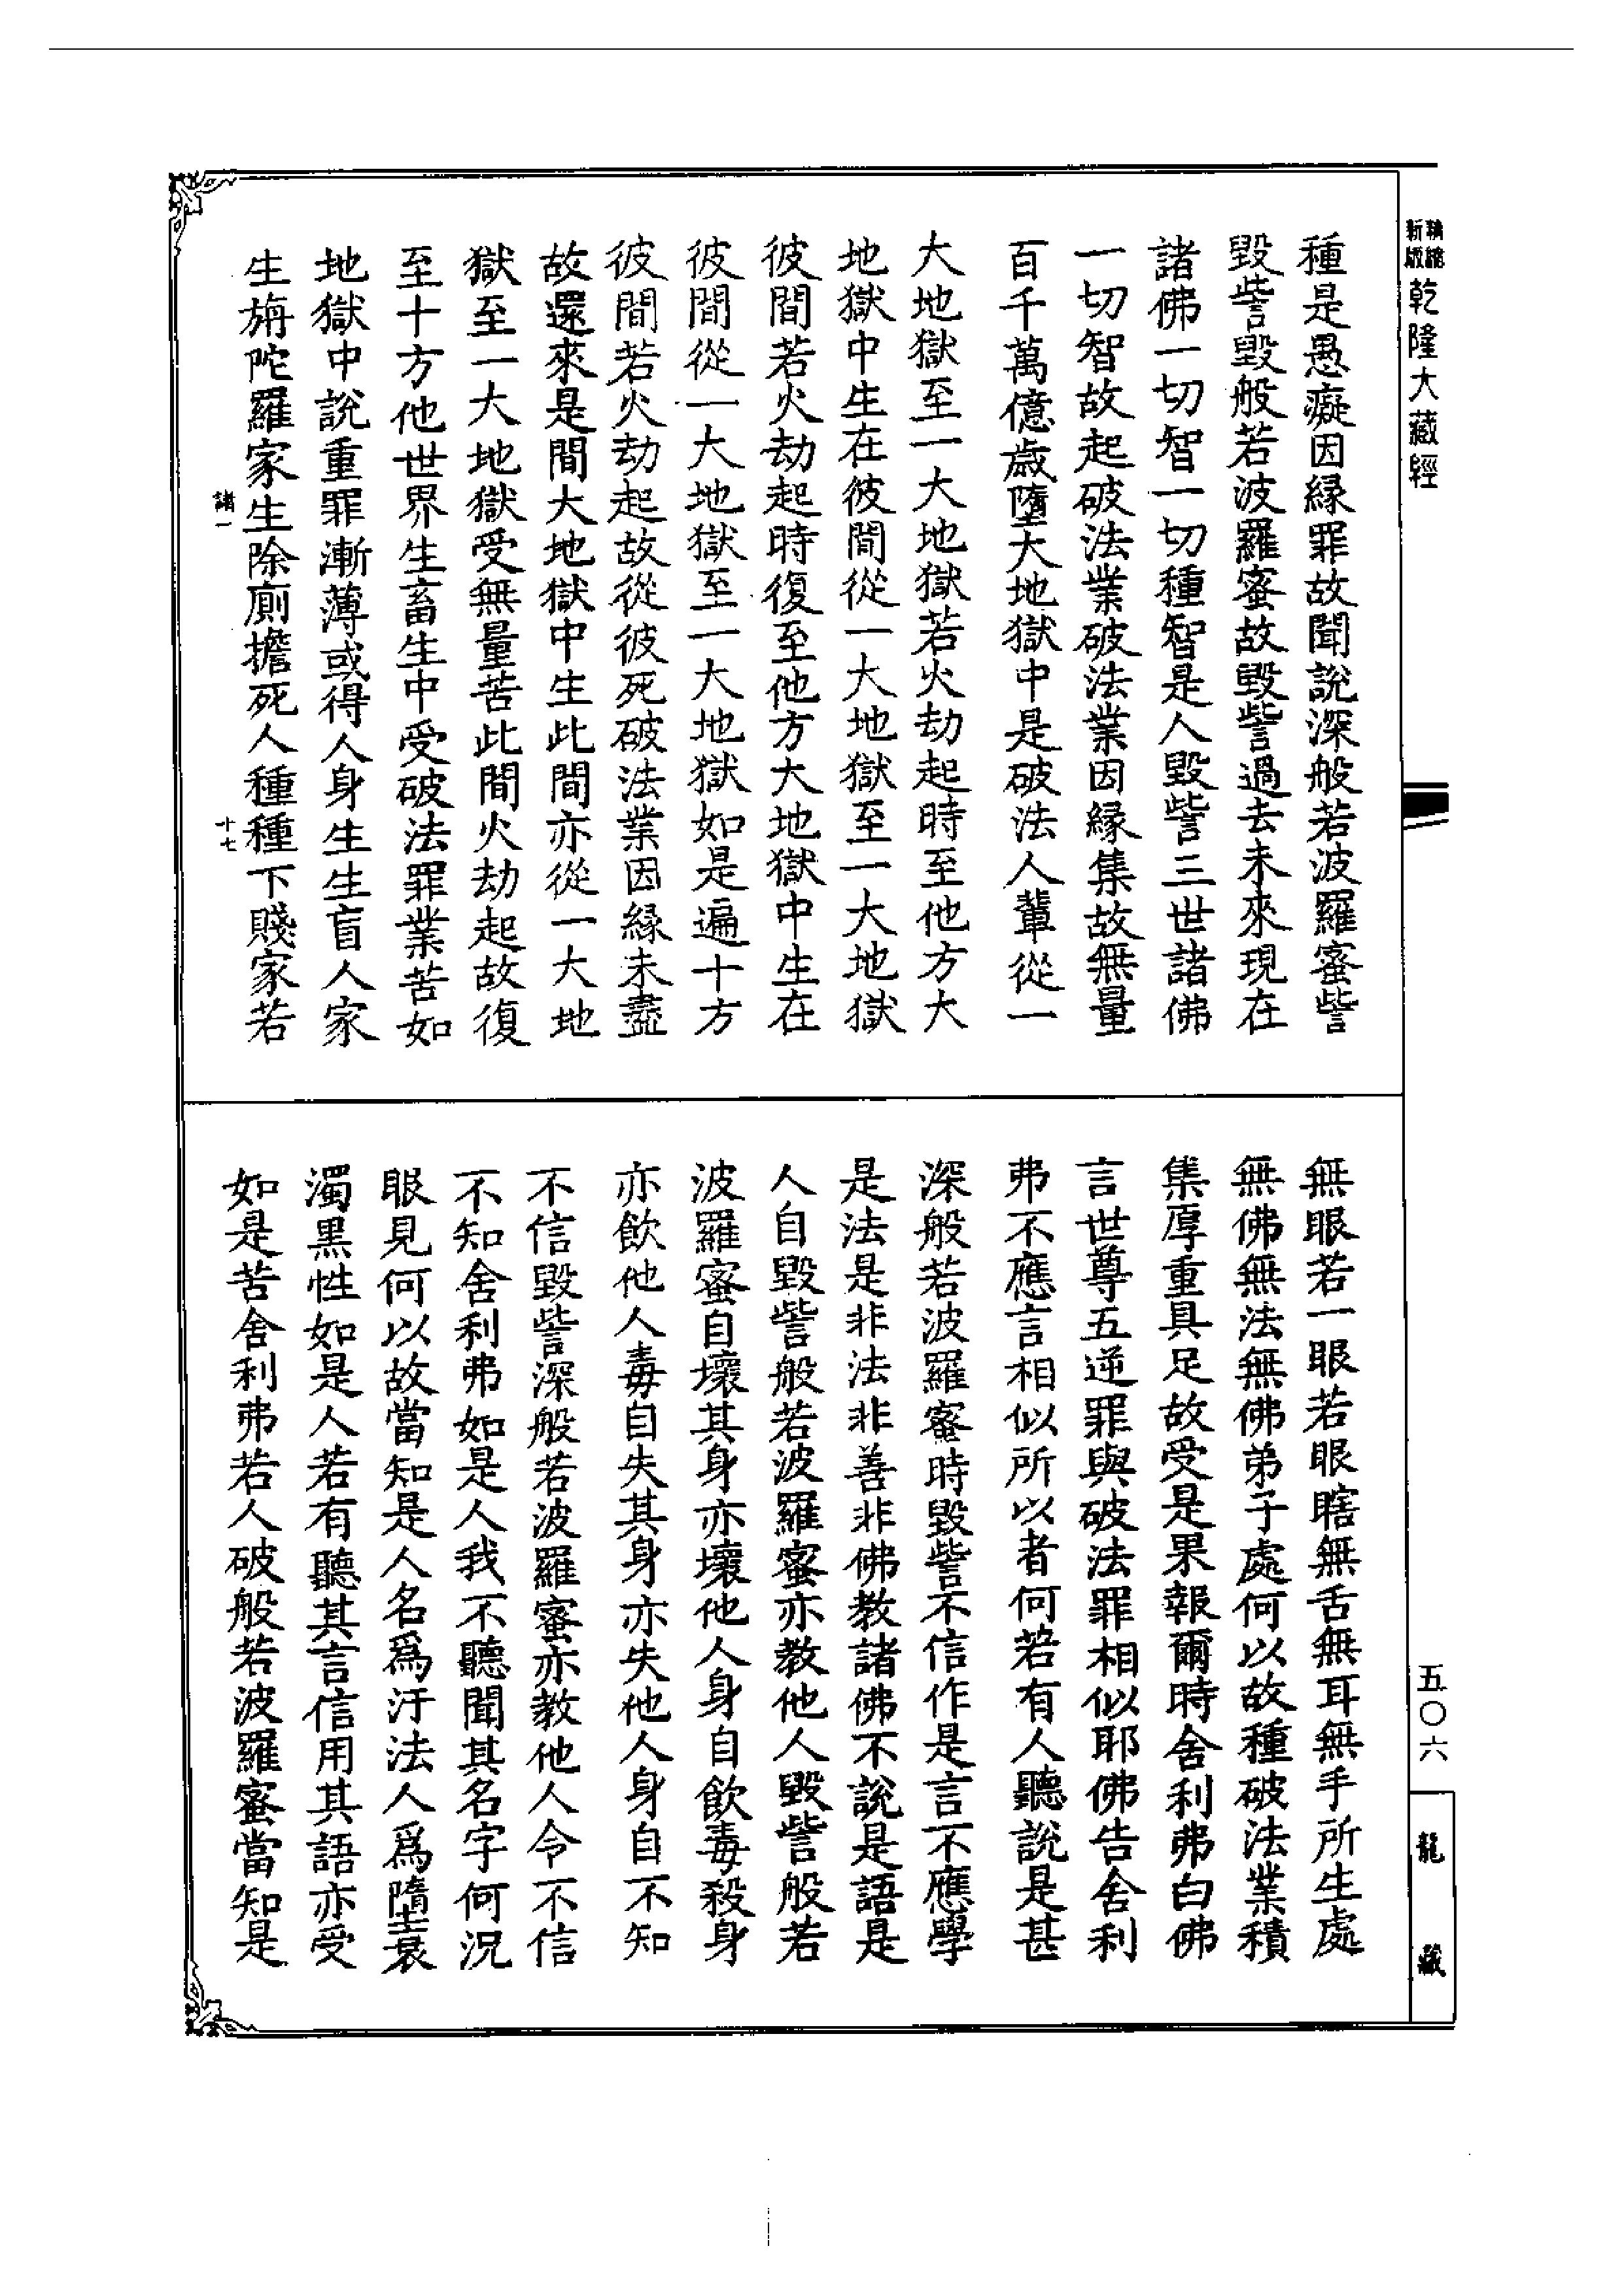 新編縮版
乾隆大藏經
種是愚癡因緣罪故聞說深般若波羅蜜訾
毀訾毀般若波羅蜜故毀訾過去未來現在
諸佛一切智一切種智是人毀訾三世諸佛
一切智故起破法業破法業因緣集故無量
百千萬億歲墮大地獄中是破法人輩從一
大地獄至一大地獄若火劫起時至他方大
地獄中生在彼間從一大地獄至一大地獄
彼間若火劫起時復至他方大地獄中生在
彼間從一大地獄至一大地獄如是遍十方
彼間若火劫起故從彼死破法業因緣未盡
故還來是間大地獄中生此間亦從一大地
獄至一大地獄受無量苦此間火劫起故復
至十方他世界生畜生中受破法罪業苦如
地獄中說重罪漸薄或得人身生生盲人家
生旃陀羅家生除廁擔死人種種下賤家若
諸一
十七
無眼若一眼若眼瞎無舌無耳無手所生處
無佛無法無佛弟子處何以故種破法業積
集厚重具足故受是果報爾時舍利弗白佛
言世尊五逆罪與破法罪相似耶佛告舍利
弗不應言相似所以者何若有人聽說是甚
深般若波羅蜜時毀訾不信作是言不應學
是法是非法非善非佛教諸佛不說是語是
人自毀訾般若波羅蜜亦教他人毀訾般若
波羅蜜自壞其身亦壞他人身自飲毒殺身
亦飲他人毒自失其身亦失他人身自不知
不信毀訾深般若波羅蜜亦教他人令不信
不知舍利弗如是人我不聽聞其名字何況
眼見何以故當知是人名爲汙法人爲墮衰
濁黑性如是人若有聽其言信用其語亦受
如是苦舍利弗若人破般若波羅蜜當知是
五〇六
龍藏